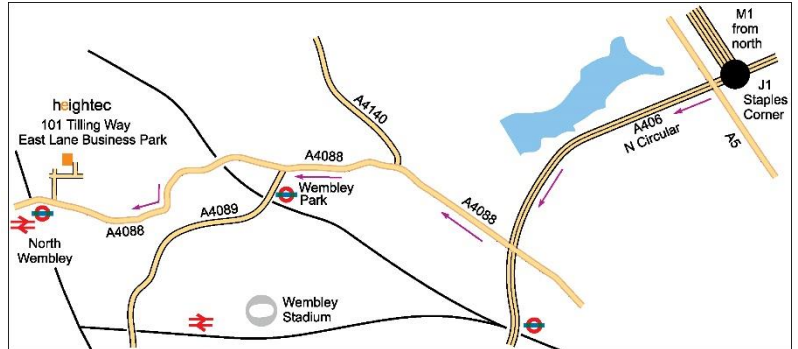 M1
from
north
J1
Staples
Corner
A406
N Circular
A5
A4140
heightec
101 Tilling Way
East Lane Business Park
A4088
Wembley
Park
A4088
A4089
A4088
North
Wembley
Wembley
Stadium